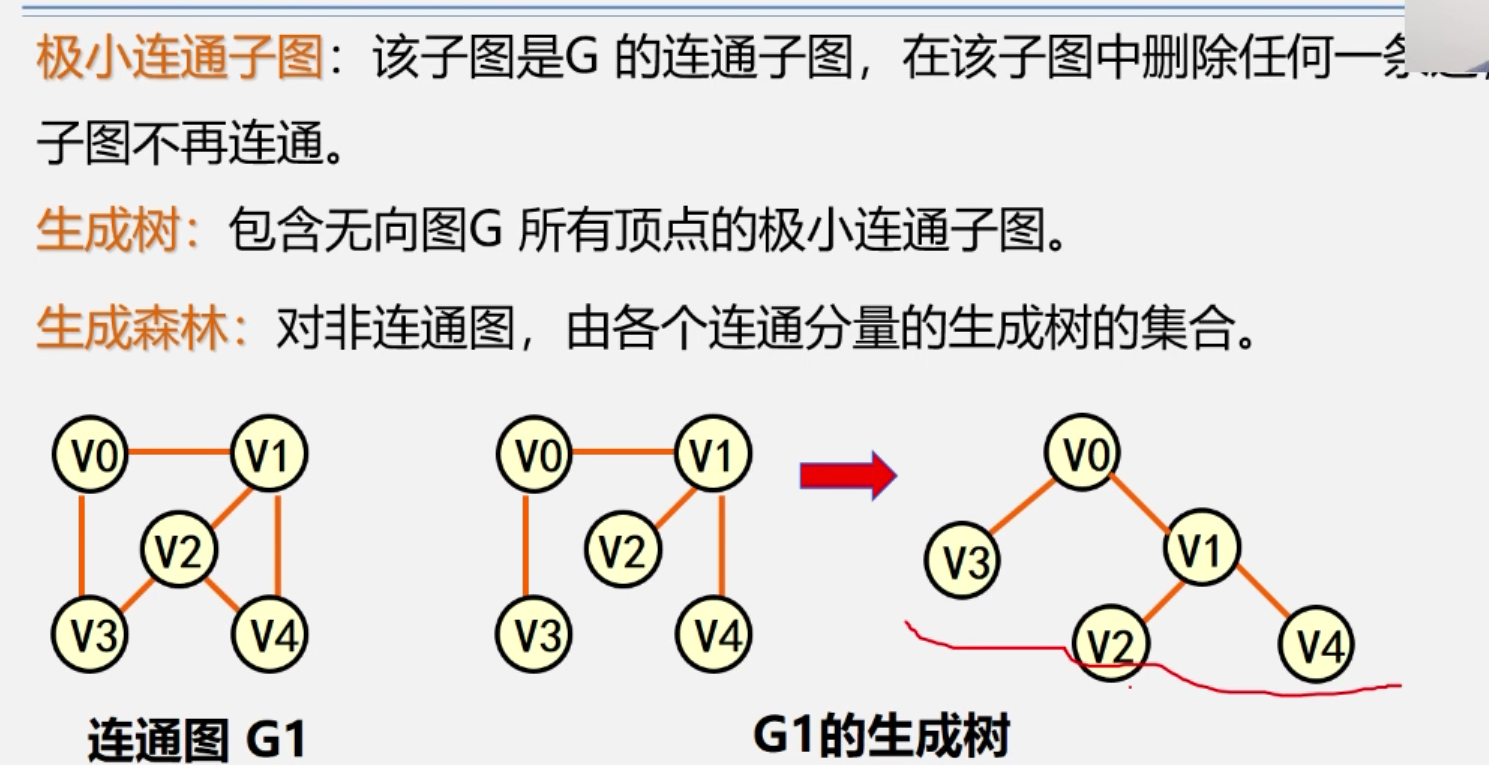 极小连通子图：该子图是G 的连通子图，在该子图中删除任何一条
子图不再连通。
生成树：包含无向图G 所有顶点的极小连通子图。
生成森林：对非连通图，由各个连通分量的生成树的集合。
V0 V1 V0 V1 V0
V2 V2 V3 V1
V3 V4 V3 V4 V2 V4
连通图 G1 G1的生成树